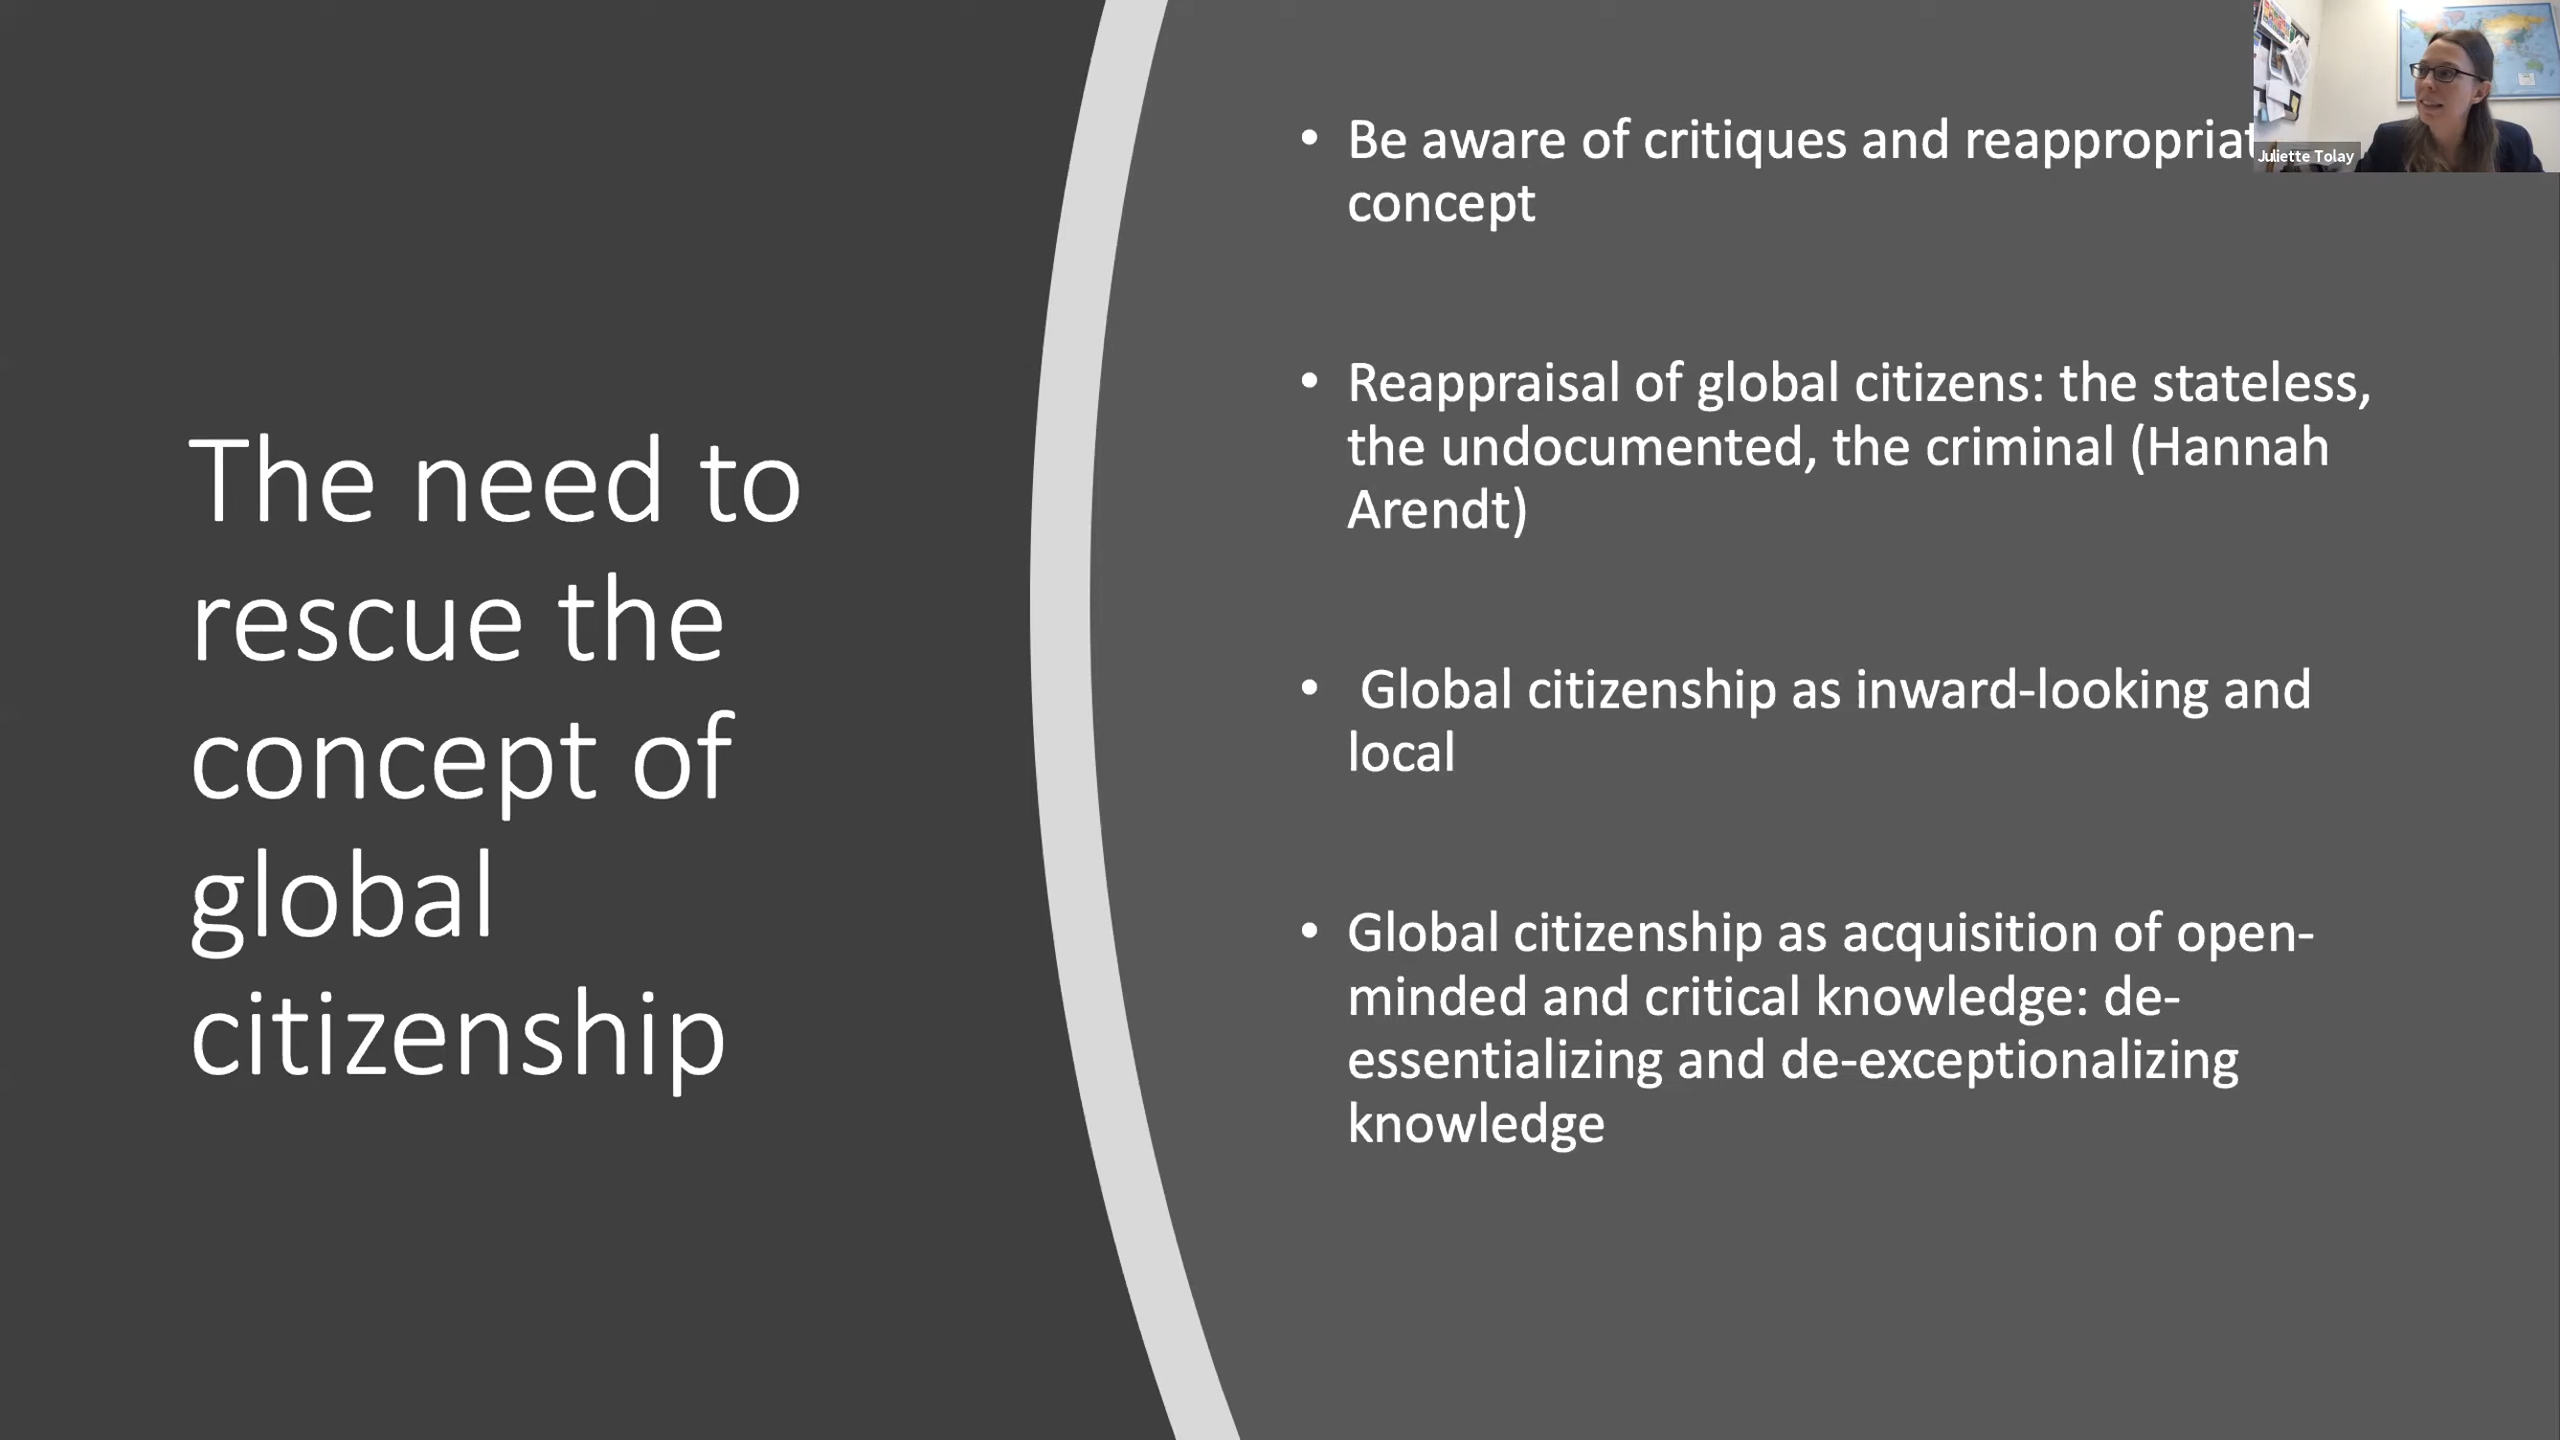 The need to
rescue the
concept of
global
citizenship
• Be aware of critiques and
concept
• Reappraisal of global citizens: the stateless,
the undocumented, the criminal (Hannah
Arendt)
• Global citizenship as inward-looking and
local
• Global citizenship as acquisition of open-
minded and critical knowledge: de-
essentializing and de-exceptionalizing
knowledge
Juliette Tolay